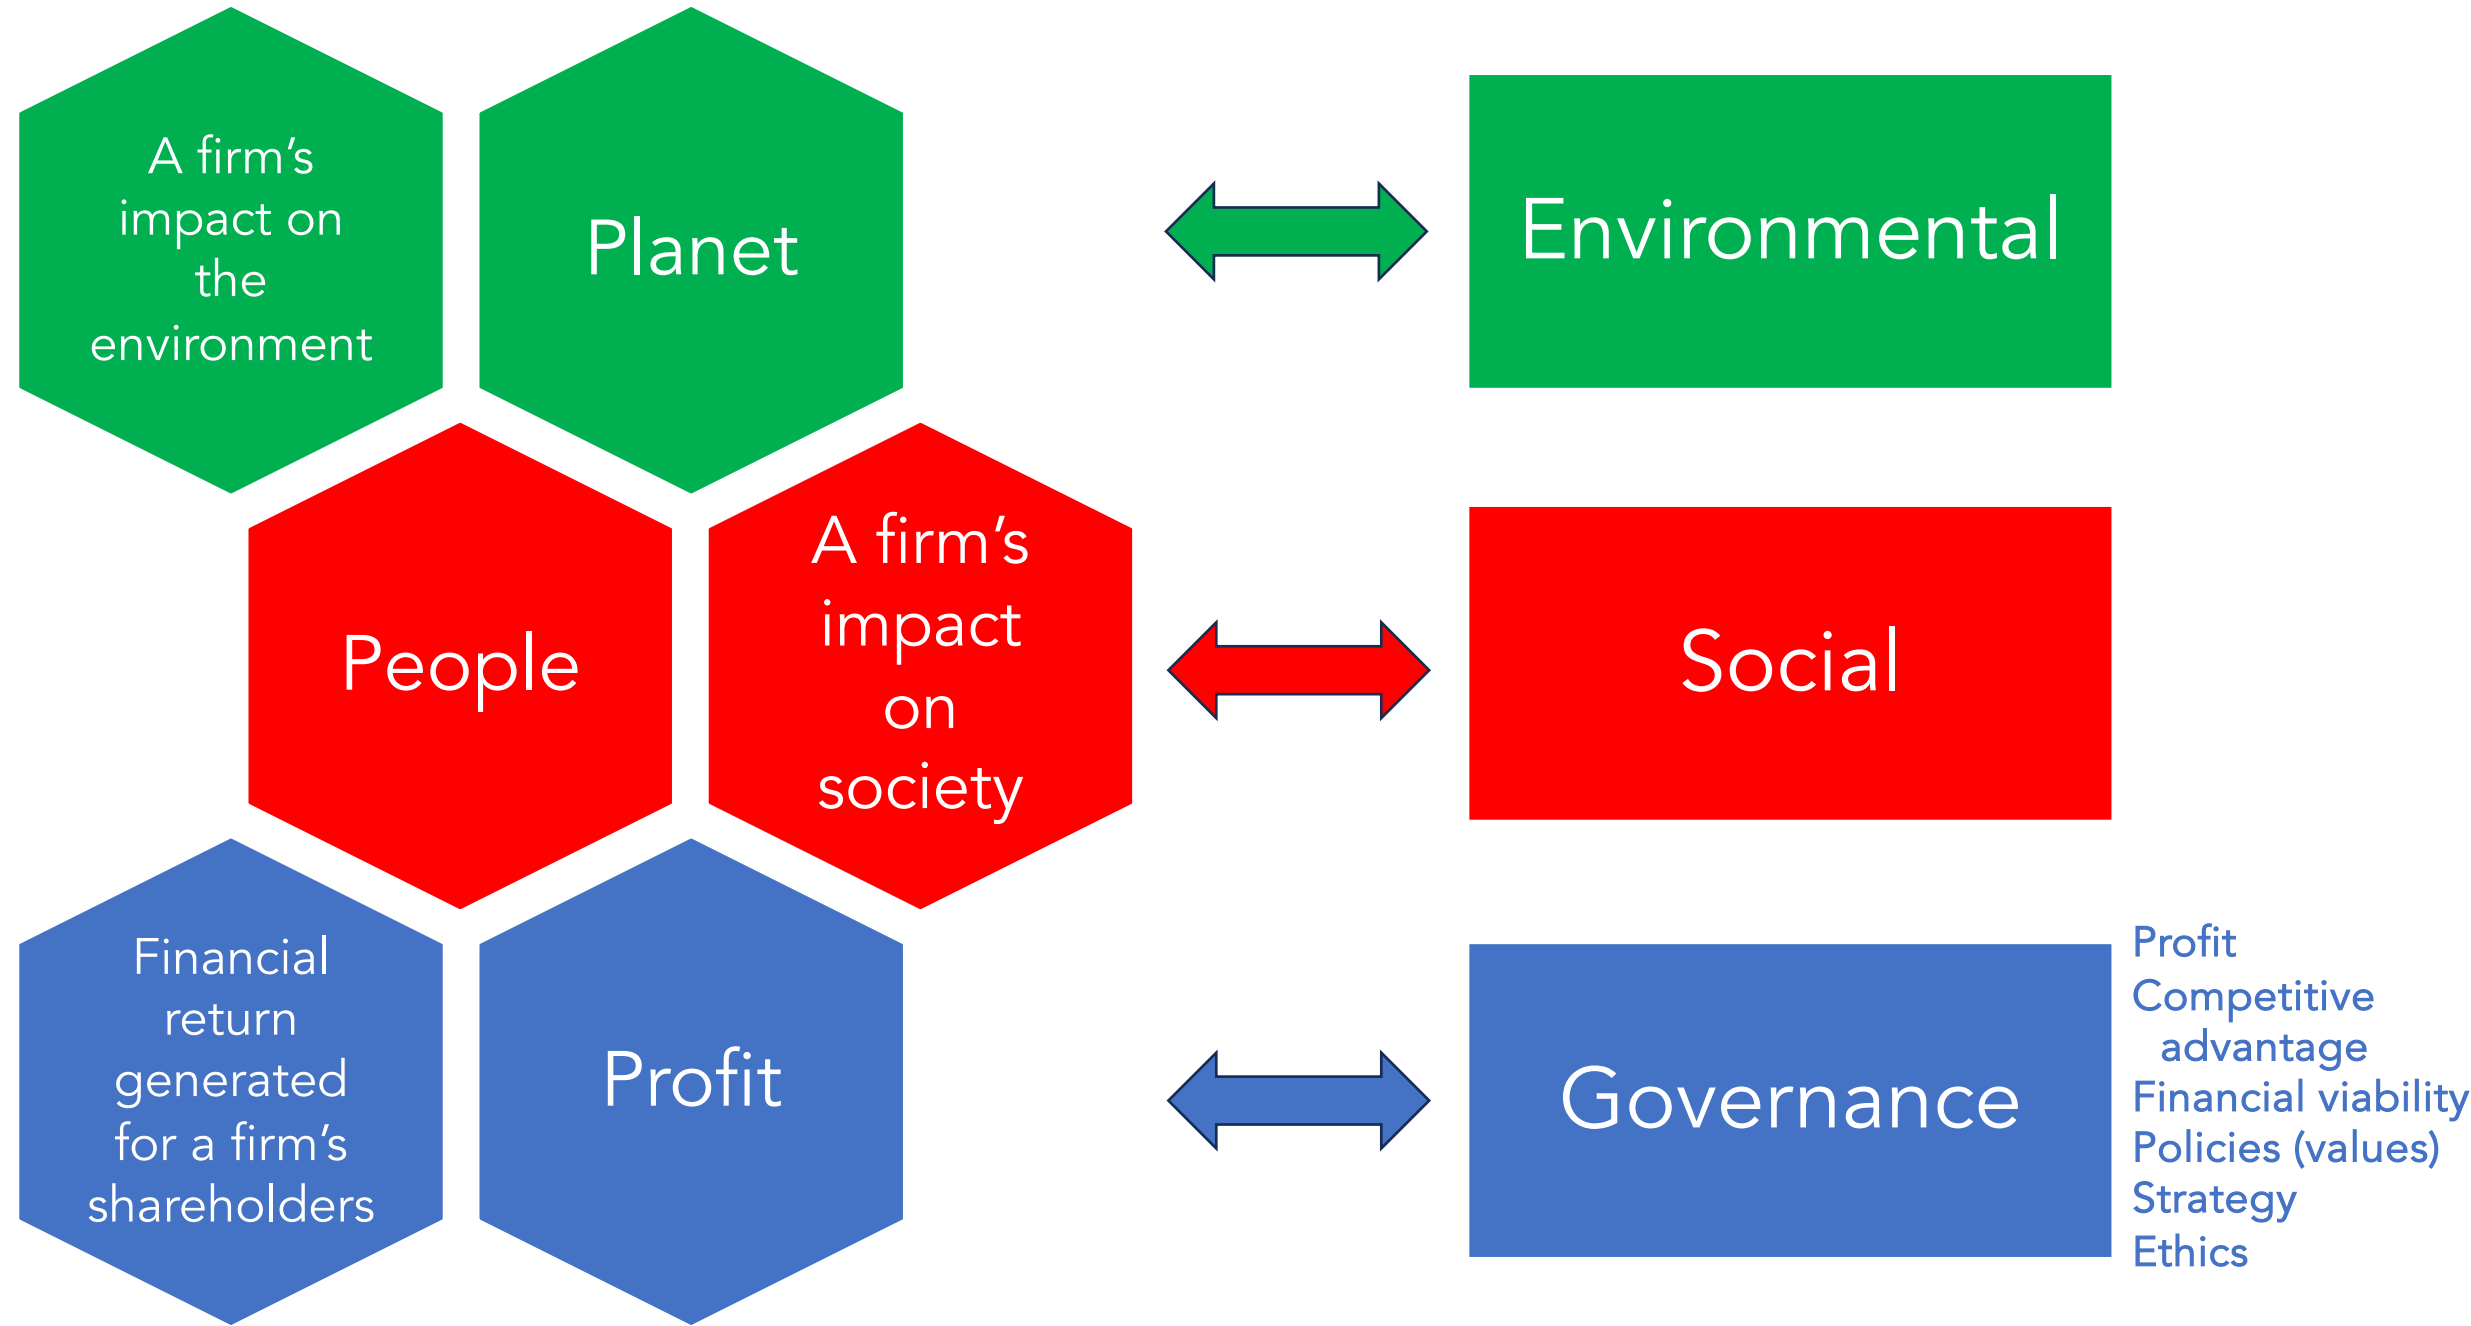 A firm’s
impact on
the
environment
Planet
Environmental
People
A firm’s
impact
on
society
Social
Financial
return
generated
for a firm’s
shareholders
Profit
Governance
Profit
Competitive
advantage
Financial viability
Policies (values)
Strategy
Ethics